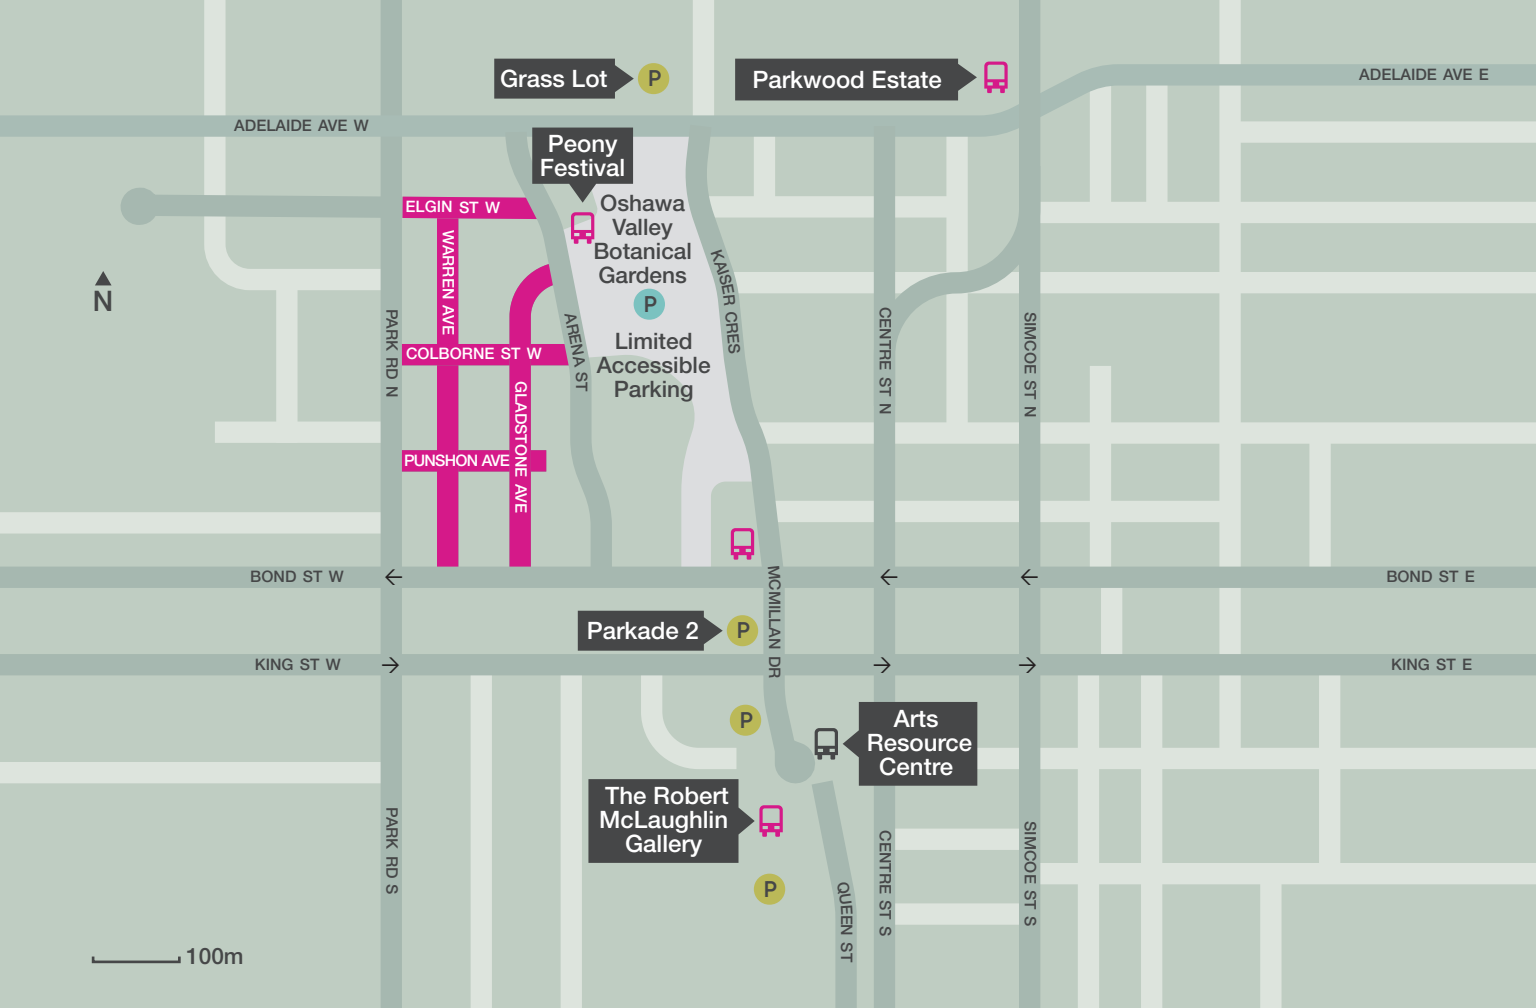 Grass Lot
P
Parkwood Estate
ADELAIDE AVE E
ADELAIDE AVE W
Peony
Festival
ELGIN ST W
Oshawa
Valley
Botanical
Gardens
P
Limited
Accessible
Parking
WARREN AVE
KAISER CRES
N
PARK RD N
ARENA ST
CENTRE ST N
SIMCOE ST N
COLBORNE ST W
GLADSTONE AVE
PUNSHON AVE
BOND ST W
BOND ST E
MCMILLAN DR
Parkade 2
P
KING ST W
KING ST E
P
Arts
Resource
Centre
The Robert
McLaughlin
Gallery
P
PARK RD S
CENTRE ST S
SIMCOE ST S
QUEEN ST
100m